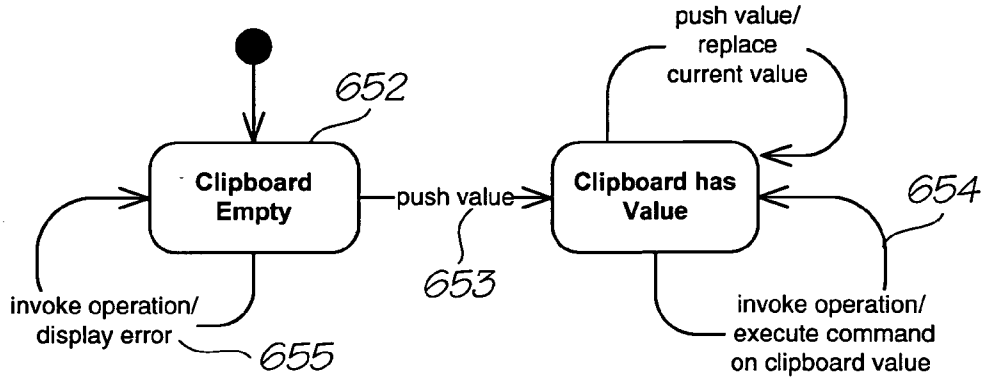 push value/
replace
current value
652
Clipboard
Empty
push value
653
Clipboard has
Value
654
invoke operation/
display error
655
invoke operation/
execute command
on clipboard value